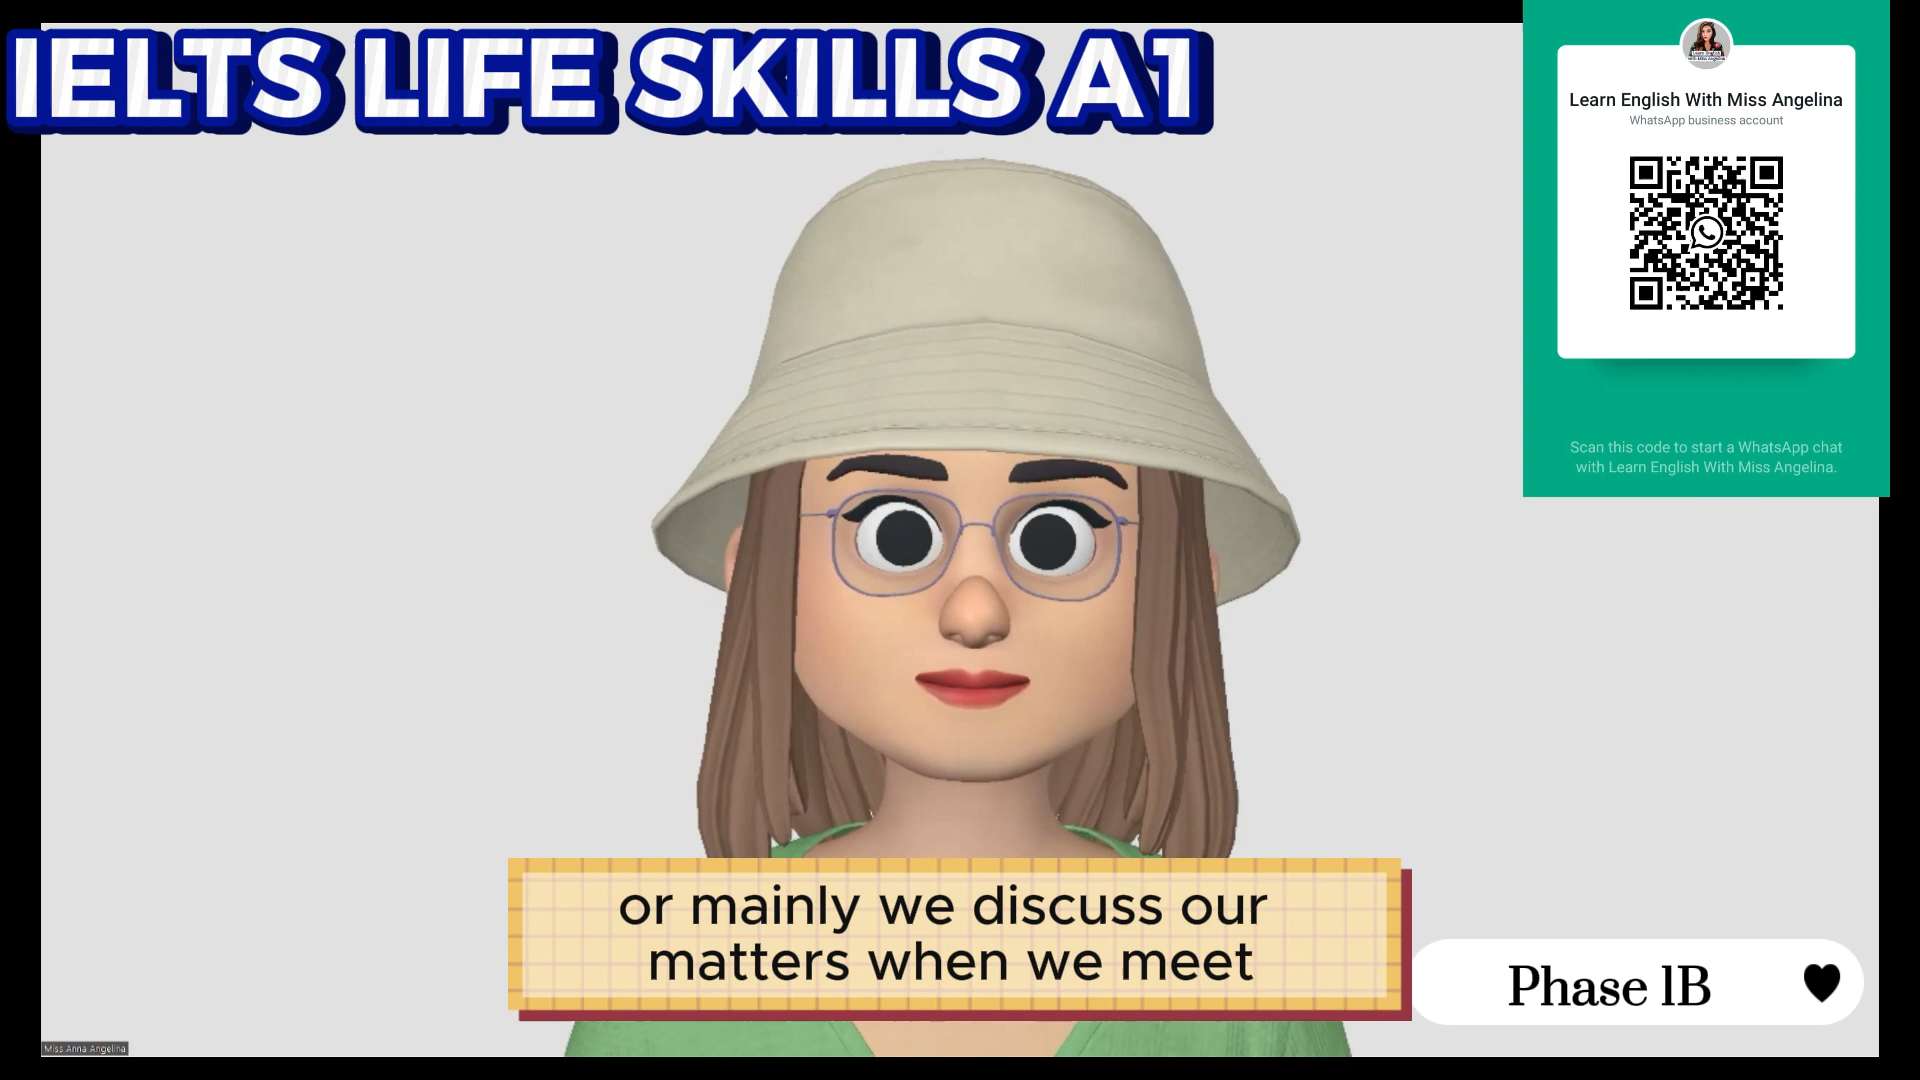 IELTS LIFE SKILLS A1
Learn English With Miss Angelina
WhatsApp business account
Scan this code to start a WhatsApp chat
with Learn English With Miss Angelina.
or mainly we discuss our
matters when we meet
Phase 1B
Miss Anna Angelina